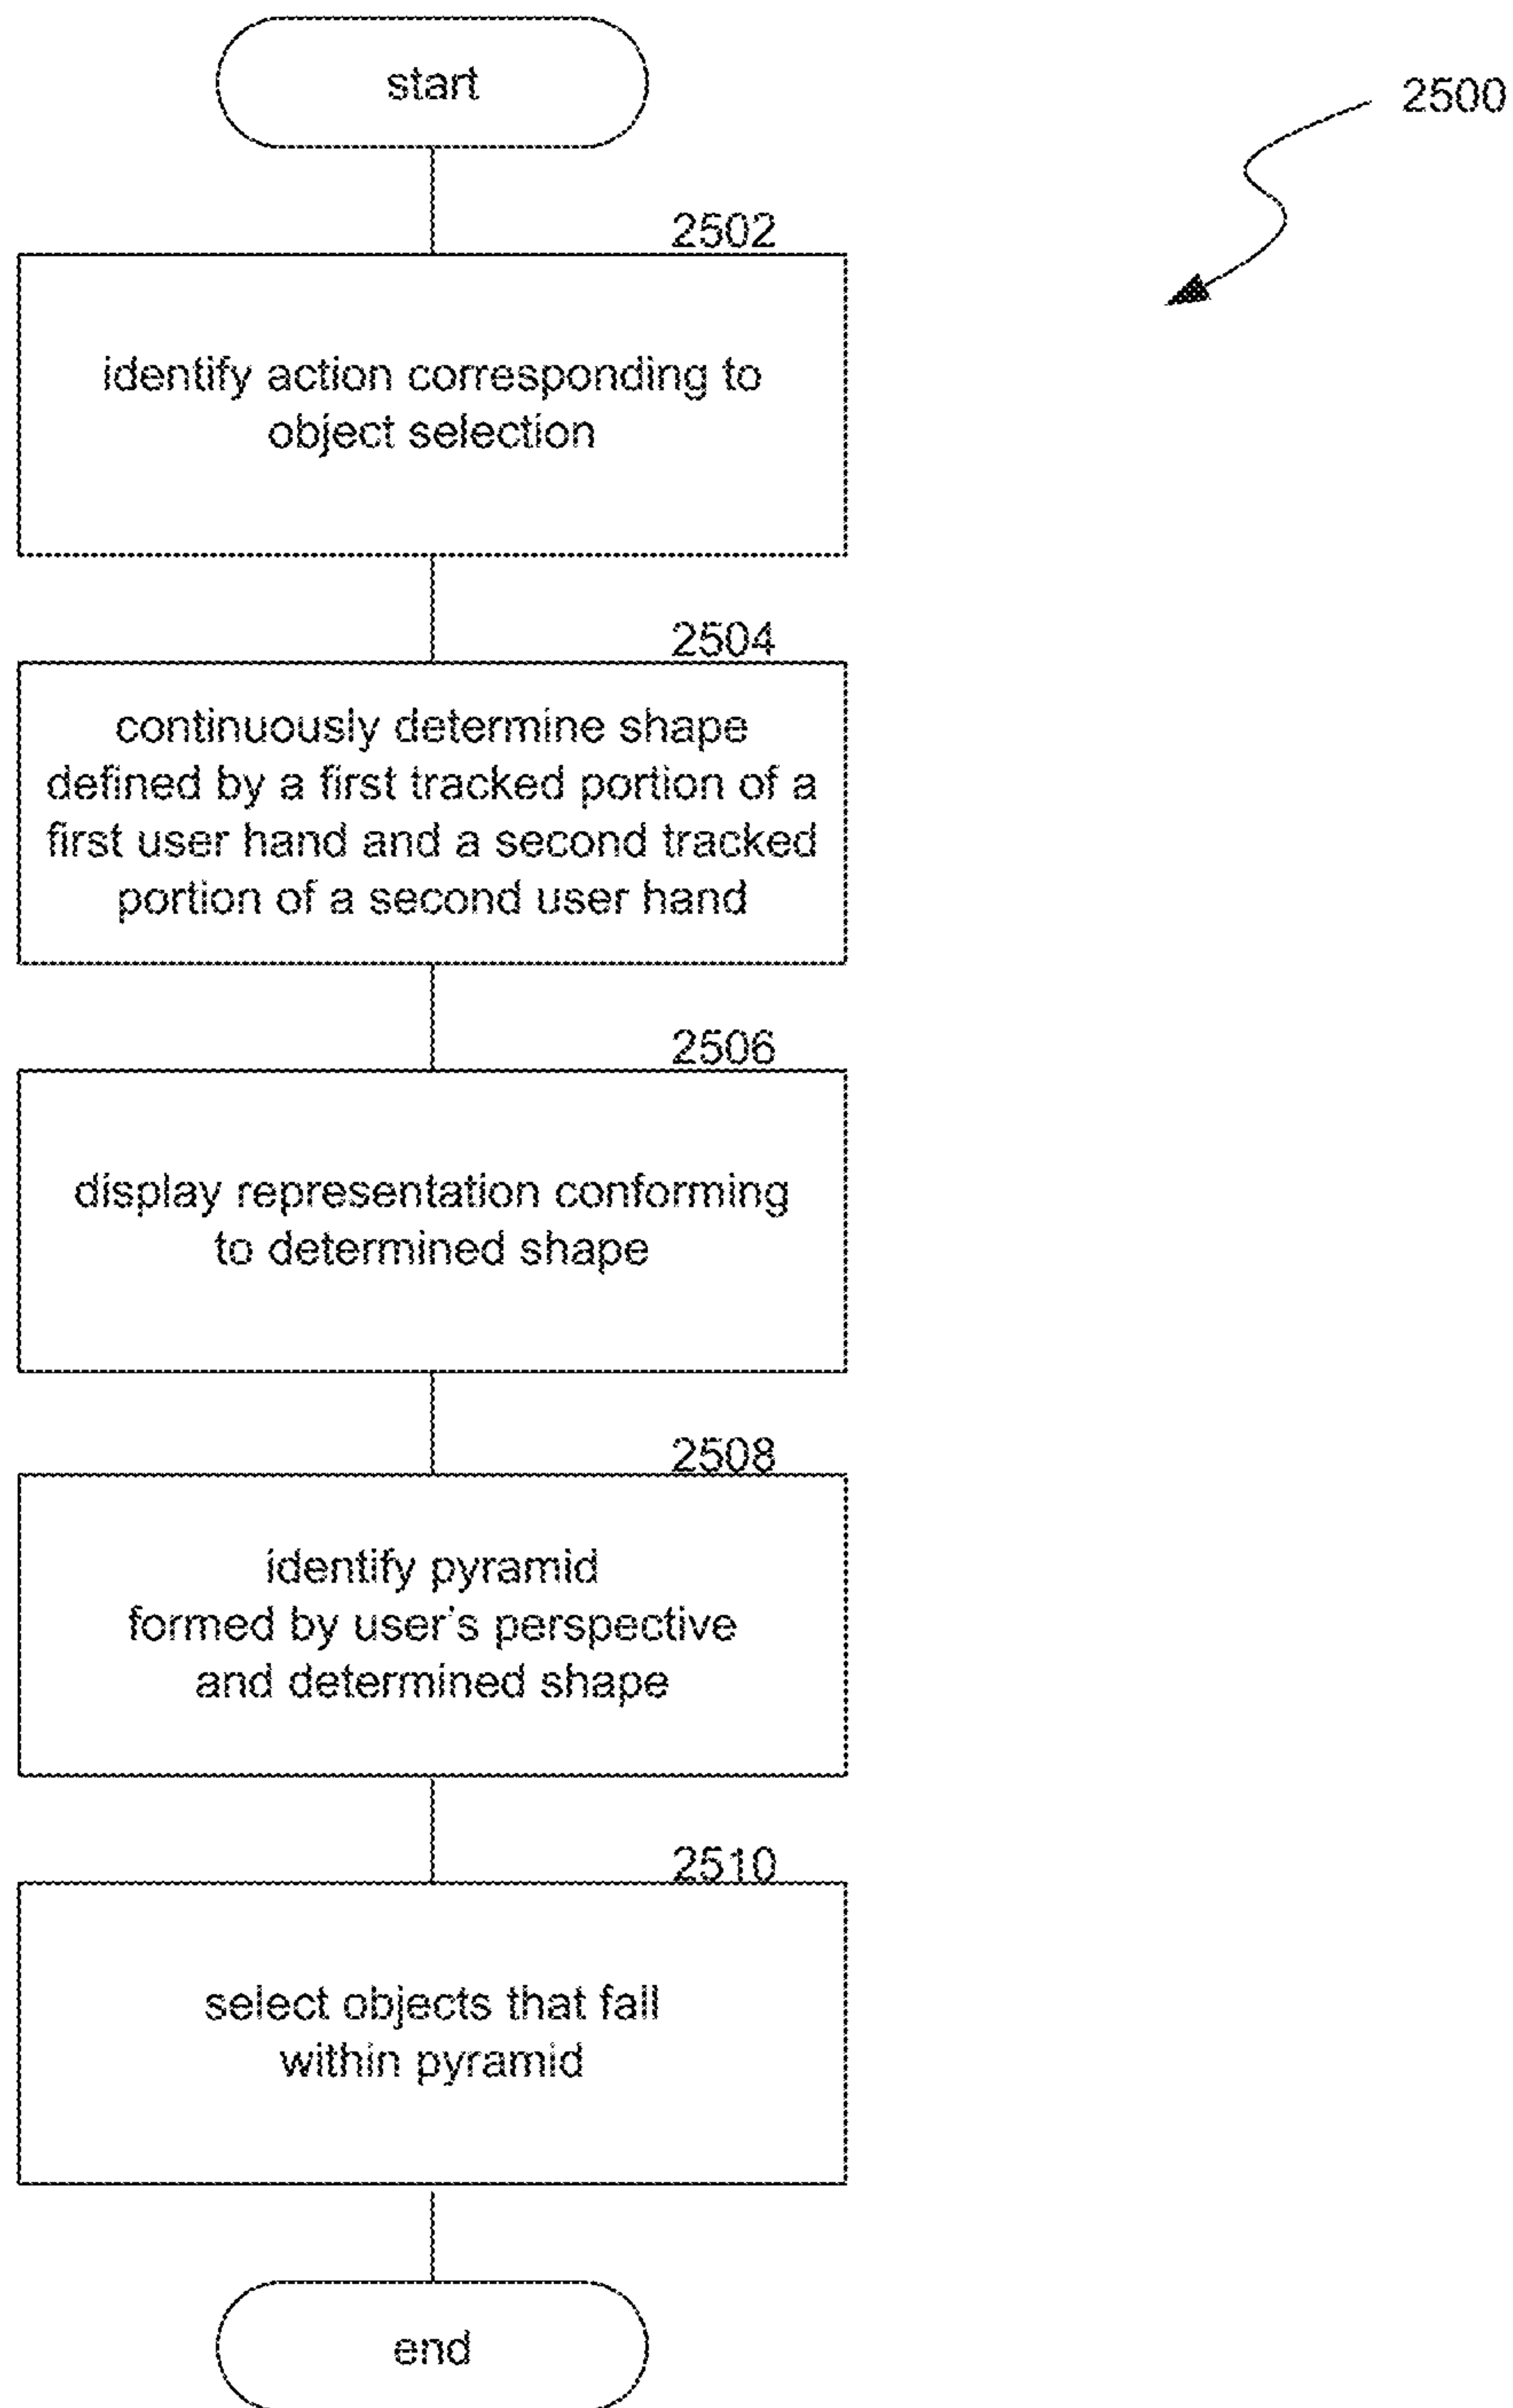 start
2500
2502
identify action corresponding to
object selection
2504
continuously determine shape
defined by a first tracked portion of a
first user hand and a second tracked
portion of a second user hand
2506
display representation conforming
to determined shape
2508
identify pyramid
formed by user's perspective
and determined shape
2510
select objects that fall
within pyramid
end